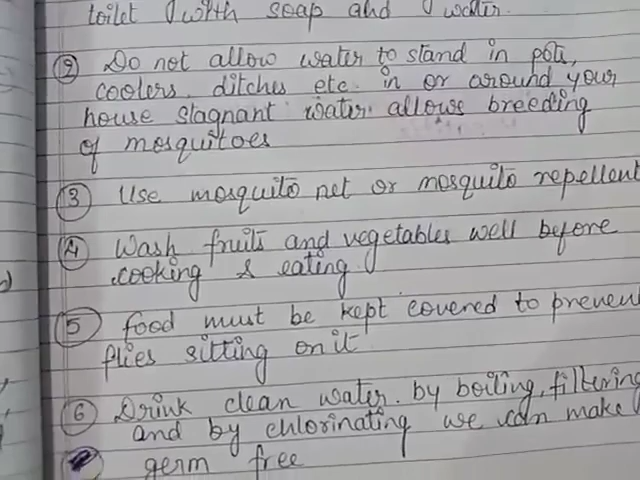 toilet with soap and water.
② Do not allow water to stand in pots,
coolers. ditches etc. in or around your
house stagnant water. allows breeding
of mosquitoes
③ Use mosquito net or mosquito repellent
④ Wash fruits and vegetables well before
cooking & eating.
⑤ food must be kept covered to prevent
flies sitting on it
⑥ Drink clean water. by boiling, filtering
and by chlorinating we can make
germ free